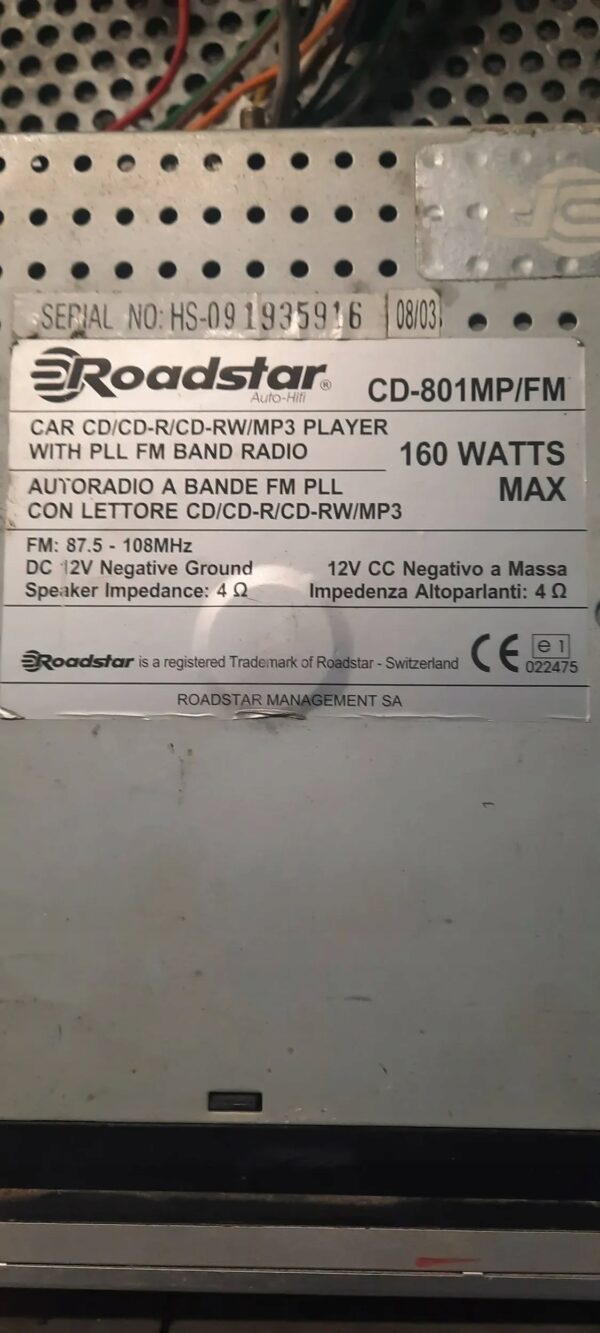 SERIAL NO: HS-091935916 08/03
Roadstar®
Auto-Hifi
CD-801MP/FM
CAR CD/CD-R/CD-RW/MP3 PLAYER
WITH PLL FM BAND RADIO
160 WATTS
MAX
AUTORADIO A BANDE FM PLL
CON LETTORE CD/CD-R/CD-RW/MP3
FM: 87.5 - 108MHz
DC 12V Negative Ground 12V CC Negativo a Massa
Speaker Impedance: 4 Ω Impedenza Altoparlanti: 4 Ω
Roadstar is a registered Trademark of Roadstar - Switzerland CE e 1
022475
ROADSTAR MANAGEMENT SA